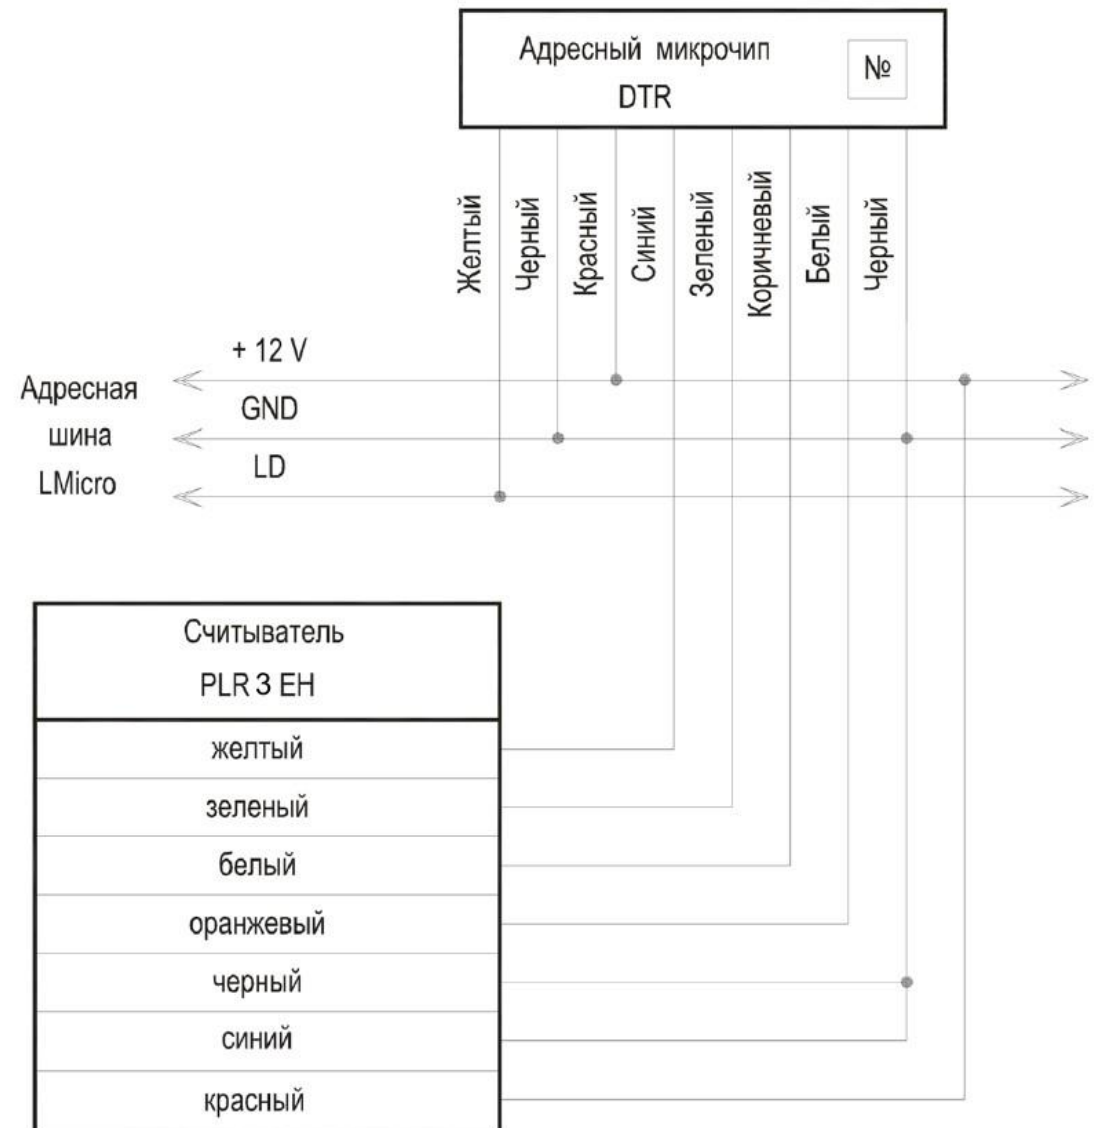 Адресный микрочип
DTR
№
Желтый
Черный
Красный
Синий
Зеленый
Коричневый
Белый
Черный
+ 12 V
GND
LD
Адресная
шина
LMicro
Считыватель
PLR 3 EH
желтый
зеленый
белый
оранжевый
черный
синий
красный